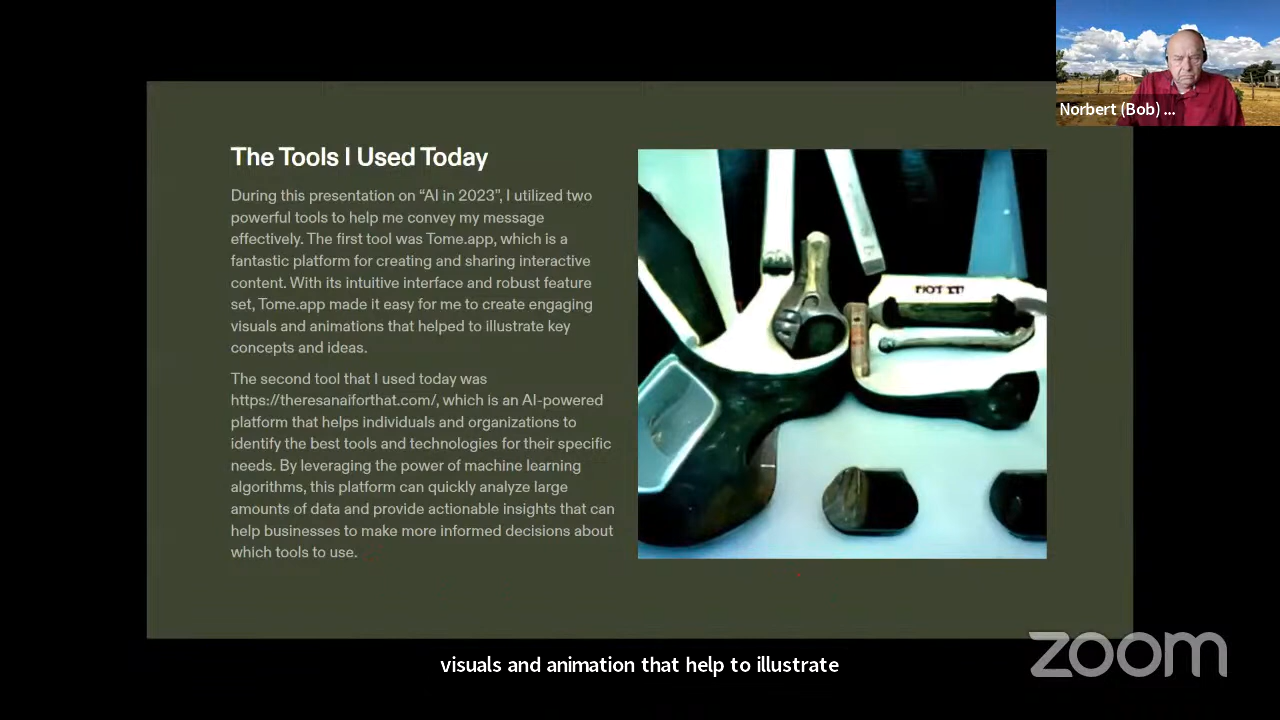 Norbert (Bob) ...
The Tools I Used Today
During this presentation on “AI in 2023”, I utilized two
powerful tools to help me convey my message
effectively. The first tool was Tome.app, which is a
fantastic platform for creating and sharing interactive
content. With its intuitive interface and robust feature
set, Tome.app made it easy for me to create engaging
visuals and animations that helped to illustrate key
concepts and ideas.
The second tool that I used today was
https://theresanaiforthat.com/, which is an AI-powered
platform that helps individuals and organizations to
identify the best tools and technologies for their specific
needs. By leveraging the power of machine learning
algorithms, this platform can quickly analyze large
amounts of data and provide actionable insights that can
help businesses to make more informed decisions about
which tools to use.
visuals and animation that help to illustrate
zoom